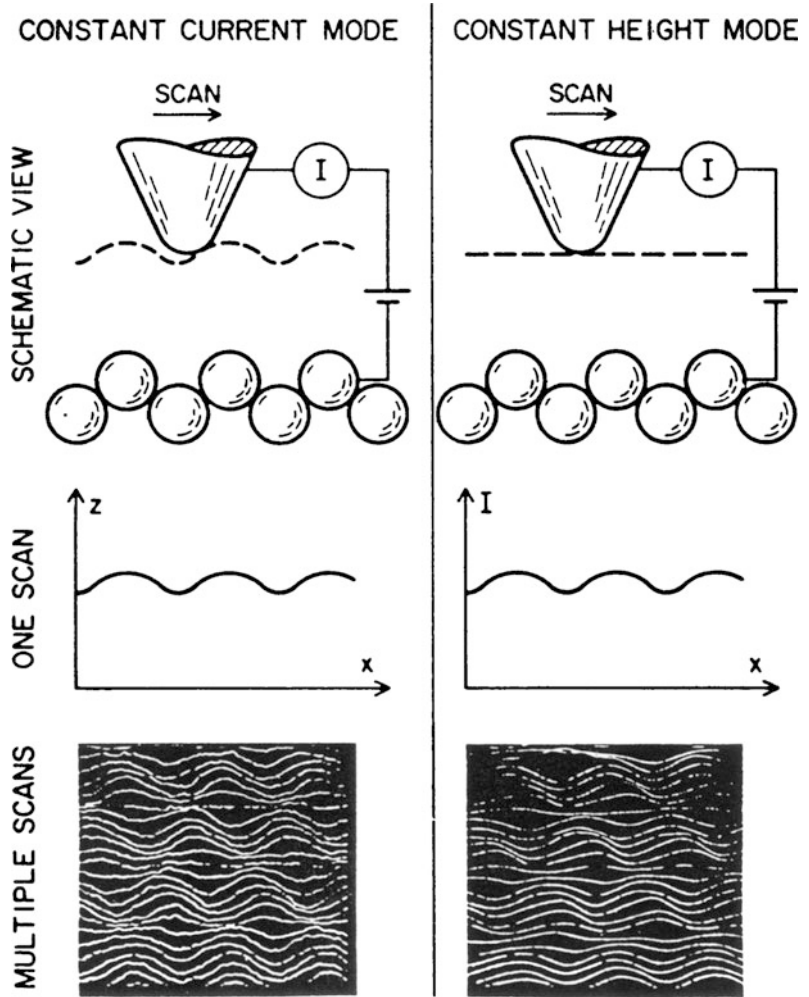 CONSTANT CURRENT MODE
CONSTANT HEIGHT MODE
SCHEMATIC VIEW
SCAN
I
SCAN
I
ONE SCAN
z
x
I
x
MULTIPLE SCANS